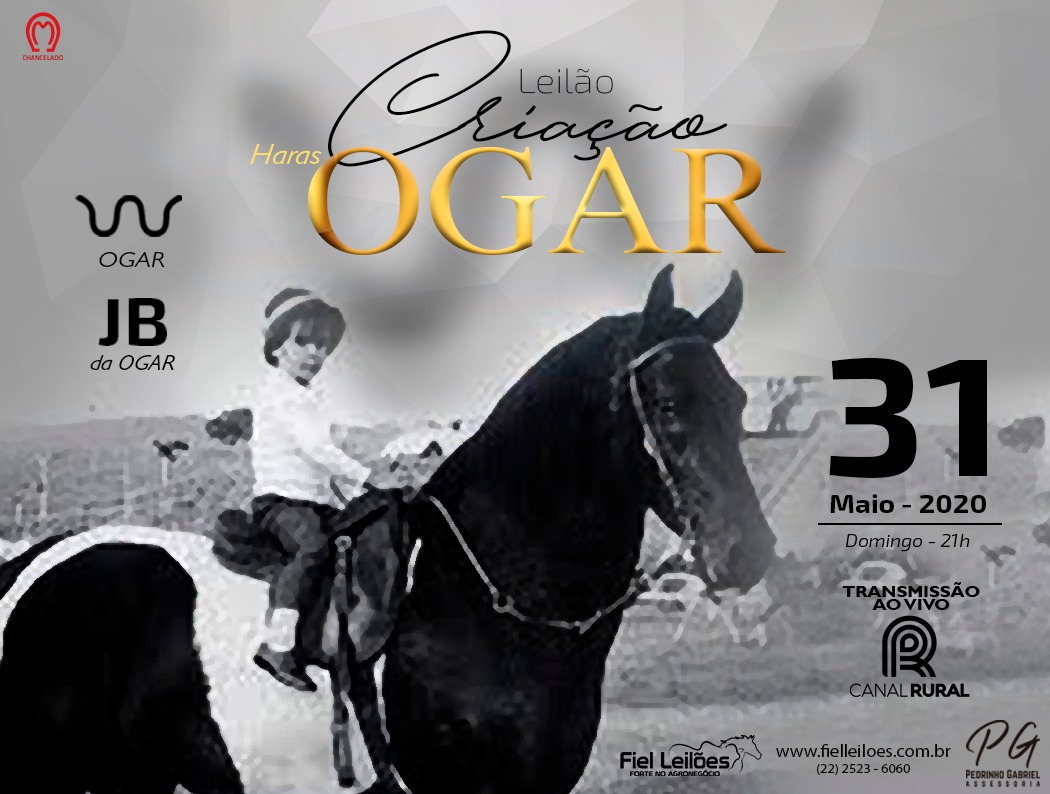 CHANCELADO
Leilão
Criação
Haras
OGAR
OGAR
JB
da OGAR
31
Maio - 2020
Domingo - 21h
TRANSMISSÃO
AO VIVO
CANAL RURAL
Fiel Leilões
FORTE NO AGRONEGÓCIO
www.fielleiloes.com.br
(22) 2523 - 6060
PG
PEDRINHO GABRIEL
ASSESSORIA